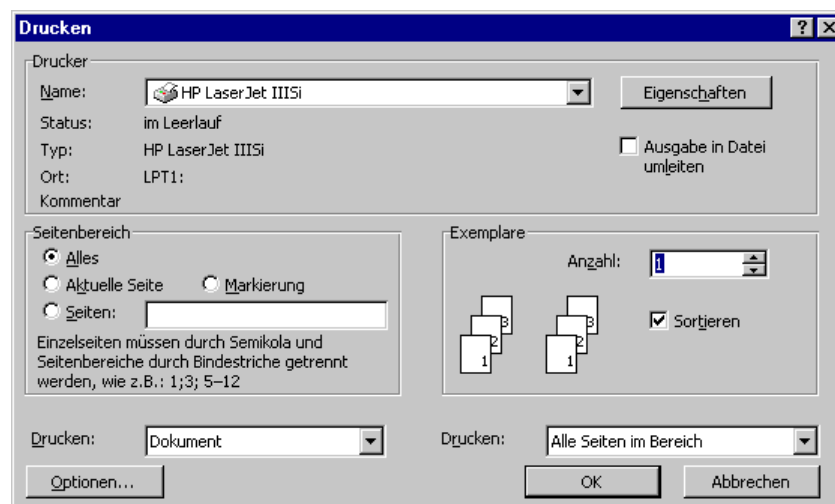 Drucken
Drucker
Name: HP LaserJet IIISi Eigenschaften
Status: im Leerlauf
Typ: HP LaserJet IIISi Ausgabe in Datei
umleiten
Ort: LPT1:
Kommentar
Seitenbereich
Alles
Aktuelle Seite Markierung
Seiten:
Einzelseiten müssen durch Semikola und
Seitenbereiche durch Bindestriche getrennt
werden, wie z.B.: 1;3; 5–12
Exemplare
Anzahl: 1
Sortieren
3 3
2 2
1 1
Drucken: Dokument Drucken: Alle Seiten im Bereich
Optionen... OK Abbrechen